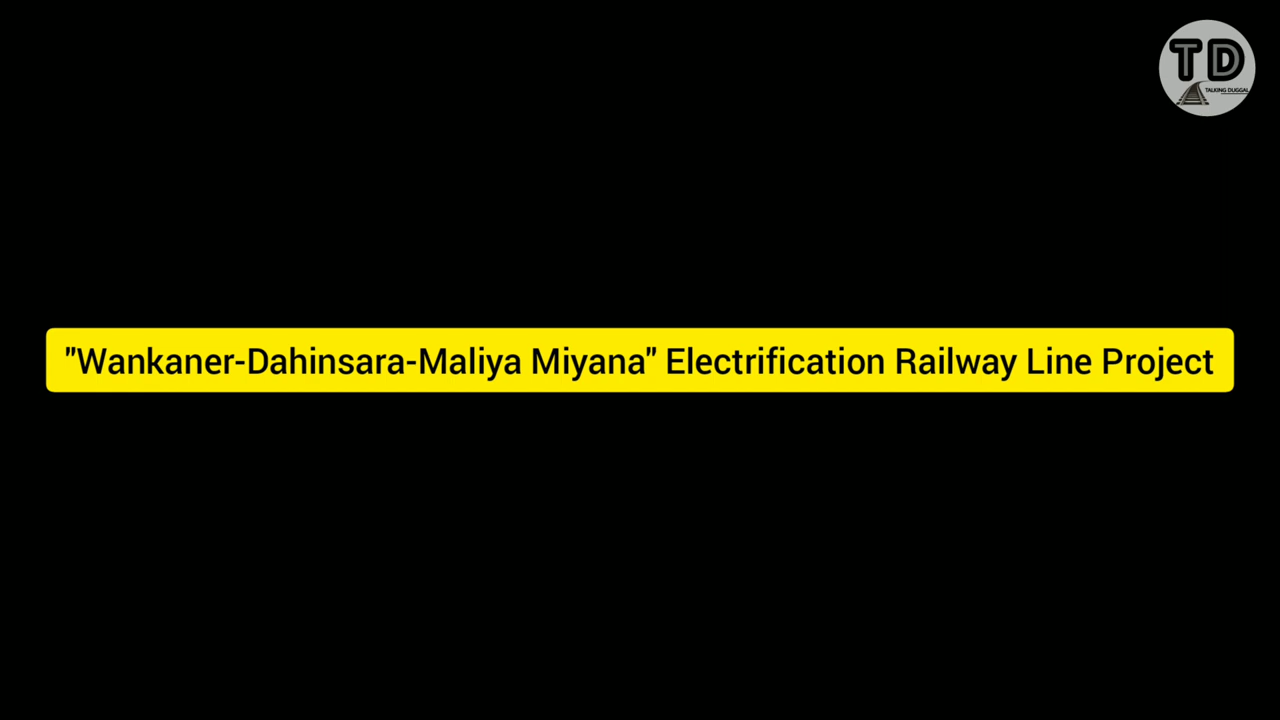 TD
TALKING DUGGAL
"Wankaner-Dahinsara-Maliya Miyana" Electrification Railway Line Project